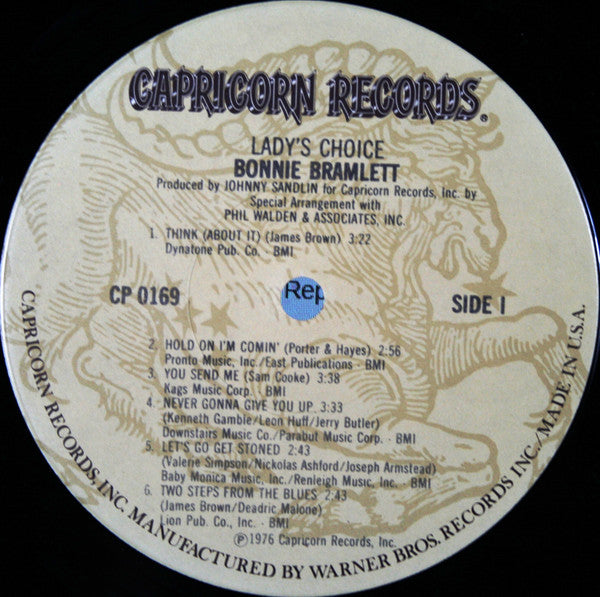 CAPRICORN RECORDS®
LADY'S CHOICE
BONNIE BRAMLETT
Produced by JOHNNY SANDLIN for Capricorn Records, Inc. by
Special Arrangement with
PHIL WALDEN & ASSOCIATES, INC.
1. THINK (ABOUT IT) (James Brown) 3:22
Dynatone Pub. Co. - BMI
CP 0169
Rep
SIDE I
2. HOLD ON I'M COMIN' (Porter & Hayes) 2:56
Pronto Music, Inc./East Publications - BMI
3. YOU SEND ME (Sam Cooke) 3:38
Kags Music Corp. - BMI
4. NEVER GONNA GIVE YOU UP 3:33
(Kenneth Gamble/Leon Huff/Jerry Butler)
Downstairs Music Co./Parabut Music Corp. - BMI
5. LET'S GO GET STONED 2:43
(Valerie Simpson/Nickolas Ashford/Joseph Armstead)
Baby Monica Music, Inc./Renleigh Music, Inc. - BMI
6. TWO STEPS FROM THE BLUES 2:43
(James Brown/Deadric Malone)
Lion Pub. Co., Inc. - BMI
℗1976 Capricorn Records, Inc.
CAPRICORN RECORDS, INC. MANUFACTURED BY WARNER BROS. RECORDS INC./MADE IN U.S.A.